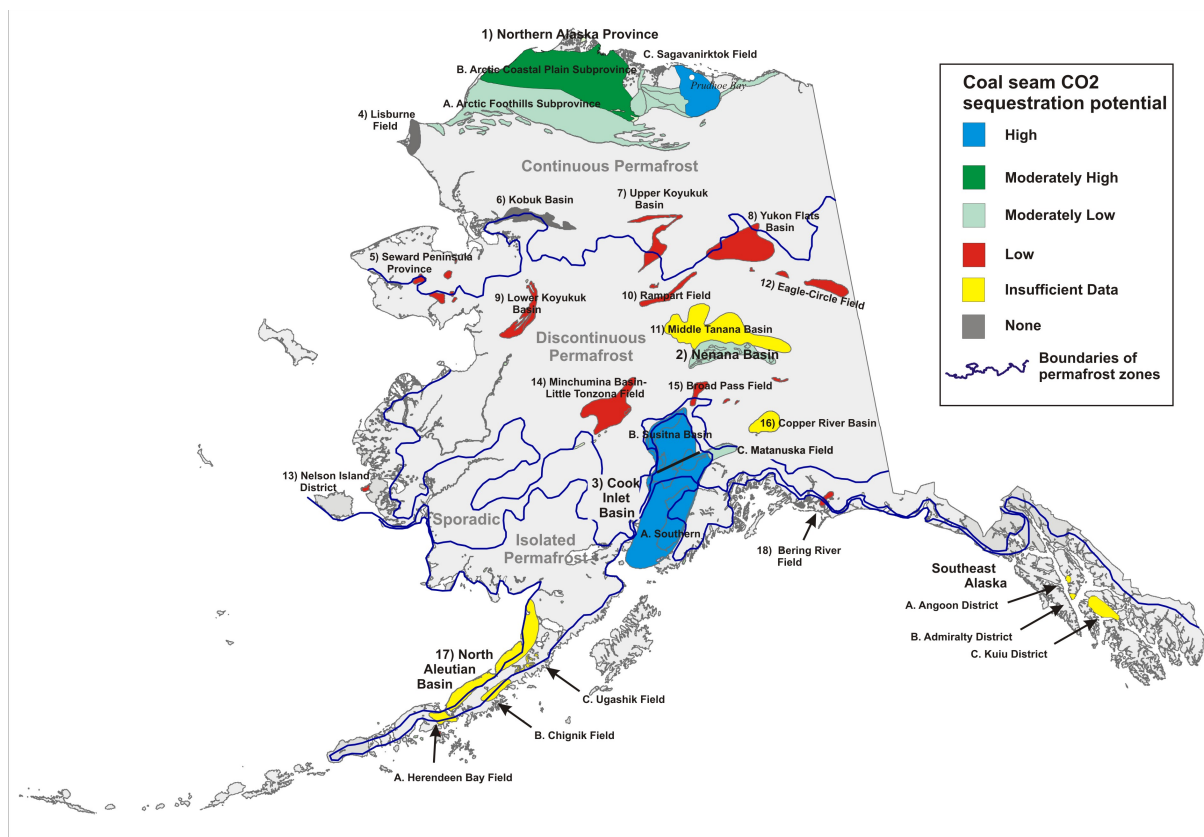 1) Northern Alaska Province
C. Sagavanirktok Field
B. Arctic Coastal Plain Subprovince
Prudhoe Bay
A. Arctic Foothills Subprovince
4) Lisburne
Field
Continuous Permafrost
6) Kobuk Basin
7) Upper Koyukuk
Basin
8) Yukon Flats
Basin
5) Seward Peninsula
Province
9) Lower Koyukuk
Basin
10) Rampart Field
12) Eagle-Circle Field
Discontinuous
Permafrost
11) Middle Tanana Basin
2) Nenana Basin
14) Minchumina Basin-
Little Tonzona Field
15) Broad Pass Field
16) Copper River Basin
B. Susitna Basin
C. Matanuska Field
13) Nelson Island
District
3) Cook
Inlet
Basin
Sporadic
A. Southern
Isolated
Permafrost
18) Bering River
Field
Southeast
Alaska
A. Angoon District
B. Admiralty District
C. Kuiu District
17) North
Aleutian
Basin
C. Ugashik Field
B. Chignik Field
A. Herendeen Bay Field
Coal seam CO2
sequestration potential
High
Moderately High
Moderately Low
Low
Insufficient Data
None
Boundaries of
permafrost zones